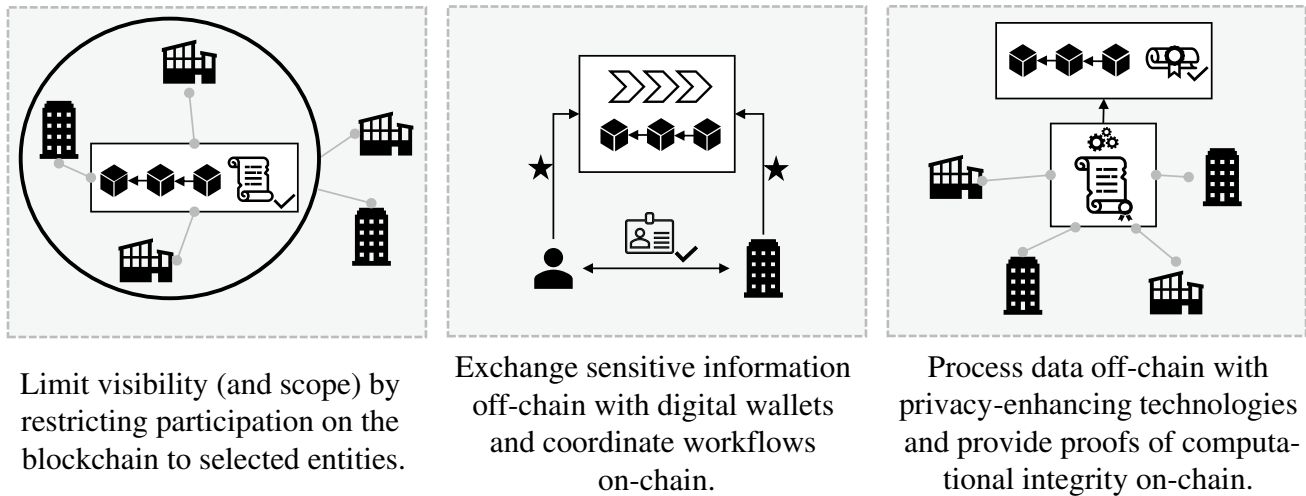 Limit visibility (and scope) by
restricting participation on the
blockchain to selected entities.
Exchange sensitive information
off-chain with digital wallets
and coordinate workflows
on-chain.
Process data off-chain with
privacy-enhancing technologies
and provide proofs of computa-
tional integrity on-chain.